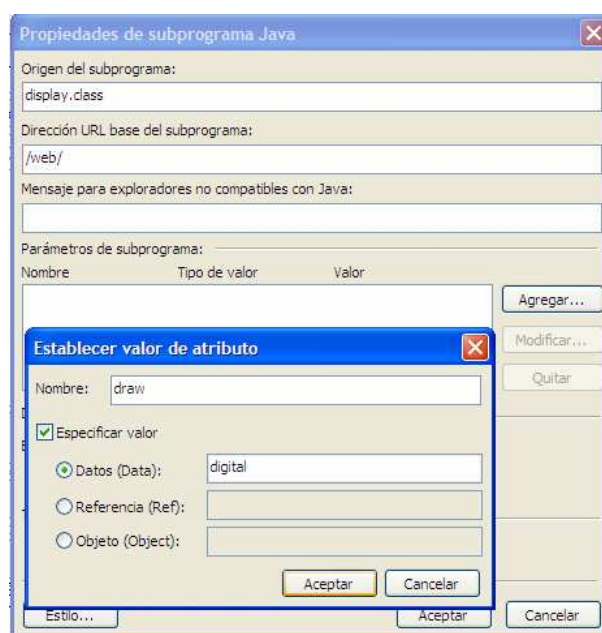 Propiedades de subprograma Java
Origen del subprograma:
display.class
Dirección URL base del subprograma:
/web/
Mensaje para exploradores no compatibles con Java:
Parámetros de subprograma:
Nombre Tipo de valor Valor
Agregar...
Modificar...
Quitar
Establecer valor de atributo
Nombre: draw
Especificar valor
Datos (Data): digital
Referencia (Ref):
Objeto (Object):
Aceptar Cancelar
Estilo... Aceptar Cancelar